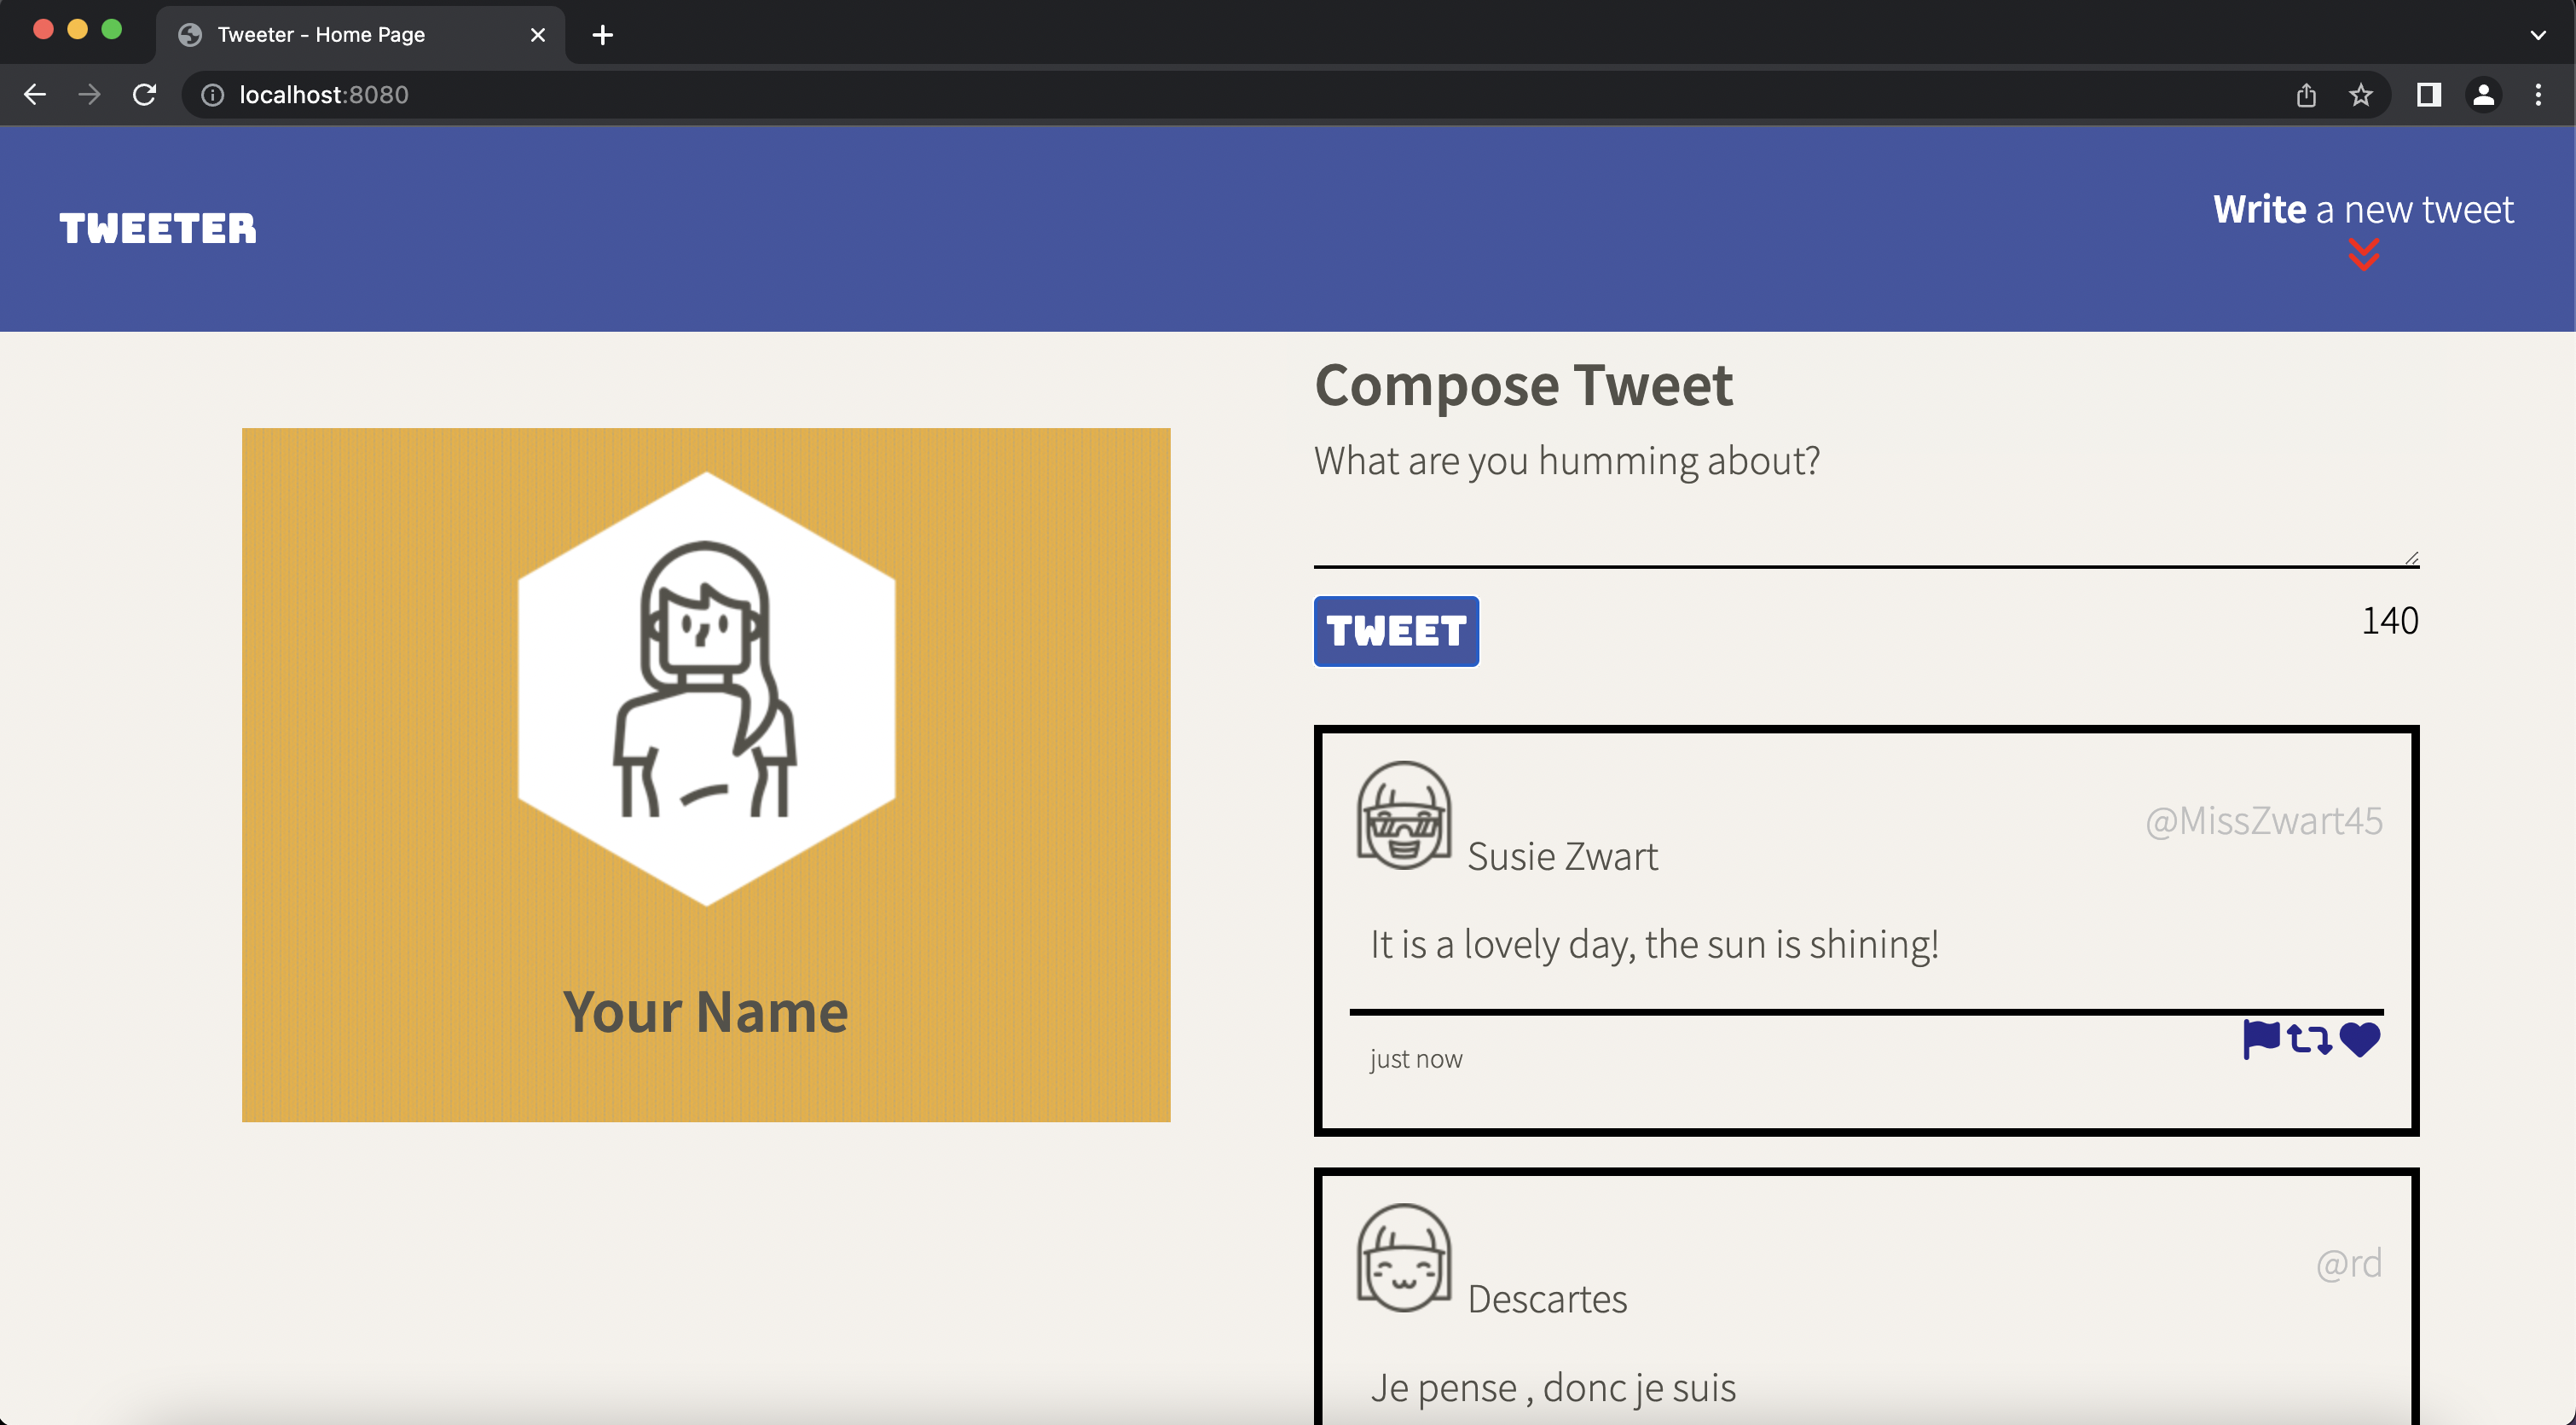 Tweeter - Home Page
localhost:8080
TWEETER
Write a new tweet
Compose Tweet
What are you humming about?
TWEET
140
Your Name
Susie Zwart
@MissZwart45
It is a lovely day, the sun is shining!
just now
Descartes
@rd
Je pense , donc je suis